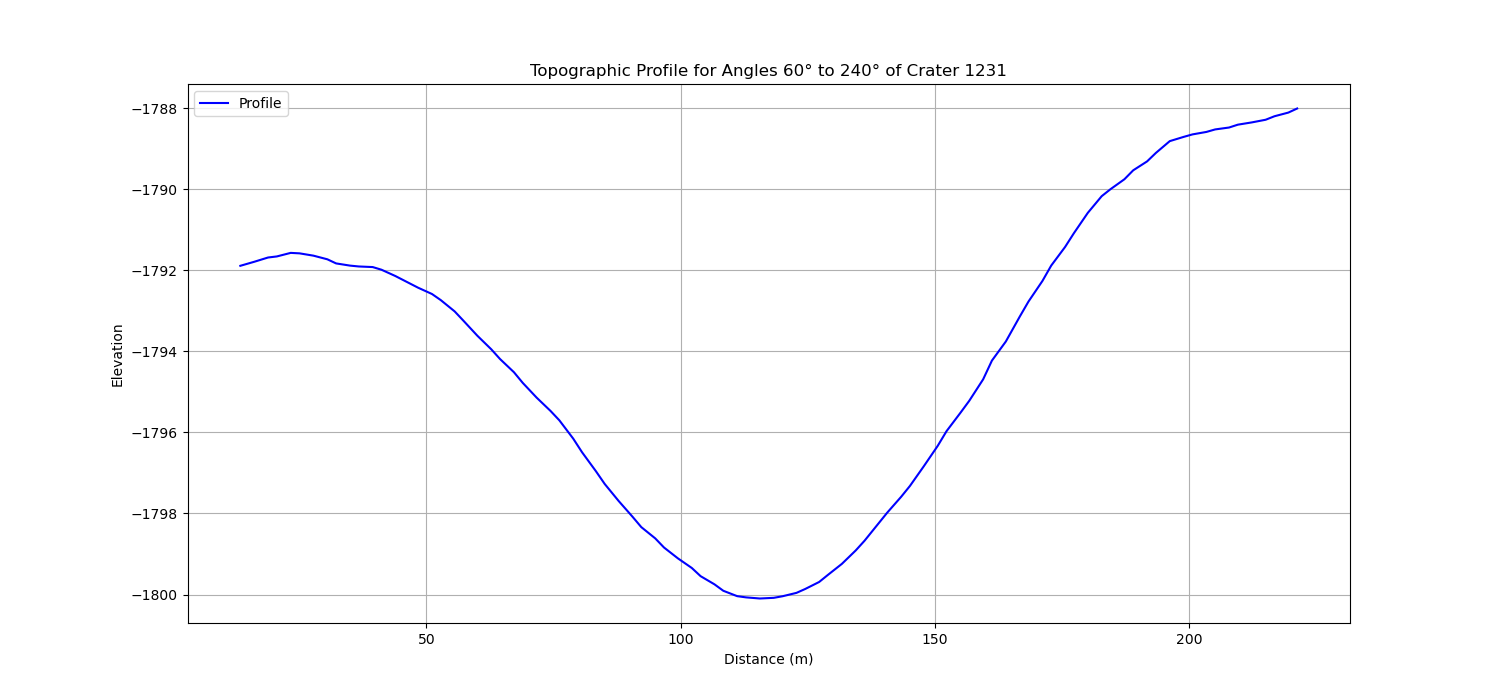 Topographic Profile for Angles 60° to 240° of Crater 1231
Profile
−1788
−1790
−1792
−1794
−1796
−1798
−1800
Elevation
50
100
150
200
Distance (m)